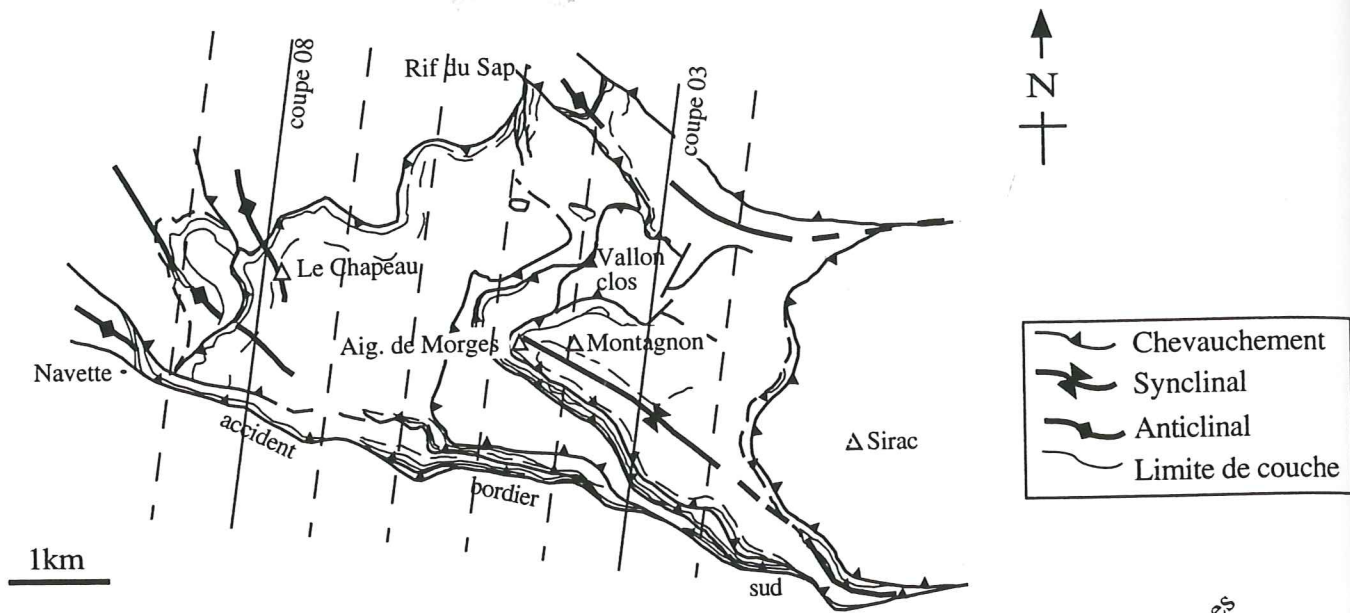 coupe 08
Rif du Sap
coupe 03
N
Le Chapeau
Vallon
clos
Aig. de Morges
Montagnon
Navette
accident
bordier
sud
Sirac
1km
Chevauchement
Synclinal
Anticlinal
Limite de couche